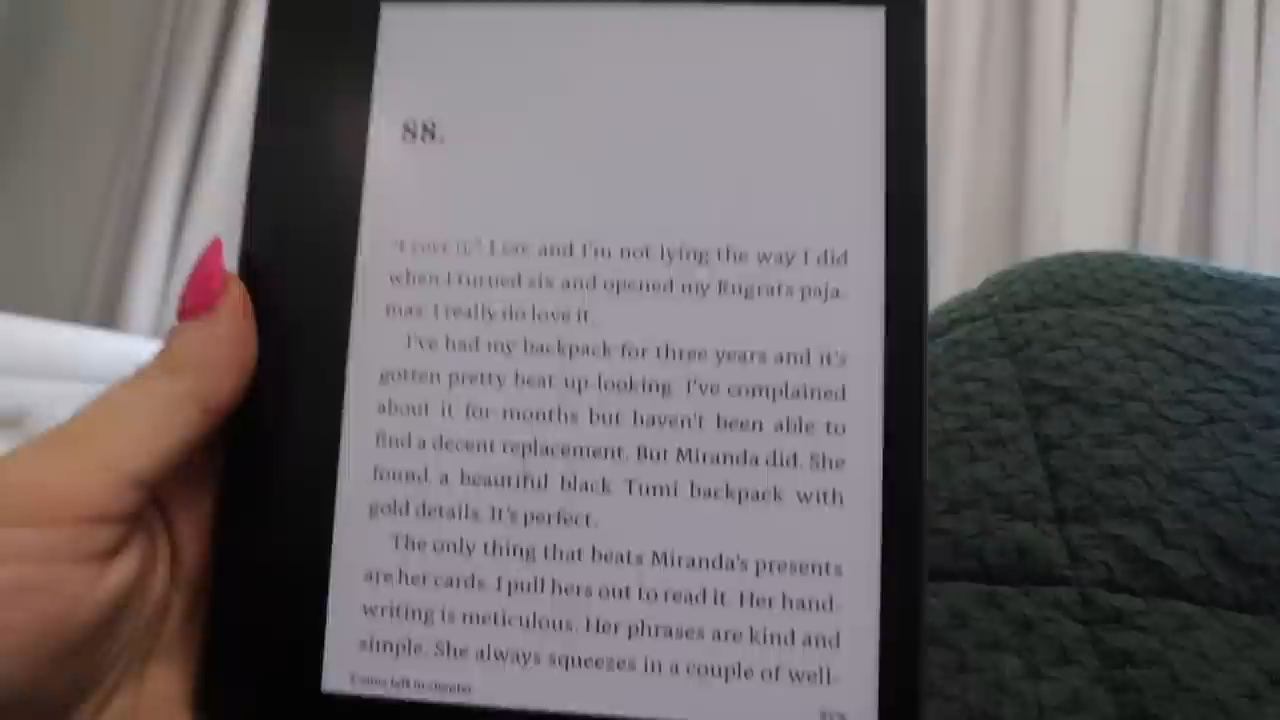 88.
"I love it!" I say and I'm not lying the way I did
when I turned six and opened my Rugrats paja-
mas. I really do love it.
I've had my backpack for three years and it's
gotten pretty beat up-looking. I've complained
about it for months but haven't been able to
find a decent replacement. But Miranda did. She
found a beautiful black Tumi backpack with
gold details. It's perfect.
The only thing that beats Miranda's presents
are her cards. I pull hers out to read it. Her hand-
writing is meticulous. Her phrases are kind and
simple. She always squeezes in a couple of well-
left in chapter